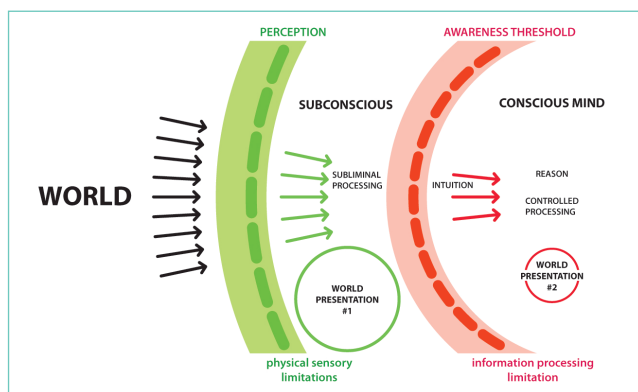 PERCEPTION
AWARENESS THRESHOLD
SUBCONSCIOUS
CONSCIOUS MIND
WORLD
SUBLIMINAL
PROCESSING
INTUITION
REASON
CONTROLLED
PROCESSING
WORLD
PRESENTATION
#1
WORLD
PRESENTATION
#2
physical sensory
limitations
information processing
limitation